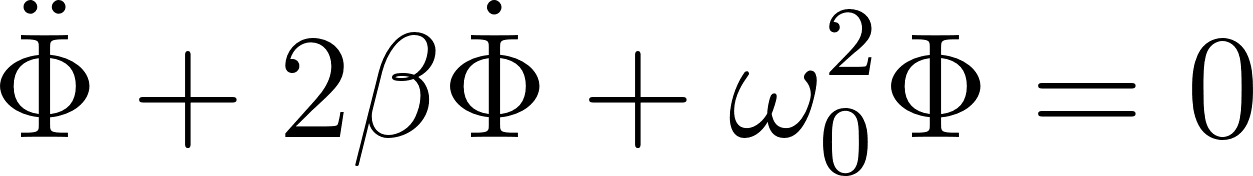 Φ̈ + 2βΦ̇ + ω₀²Φ = 0